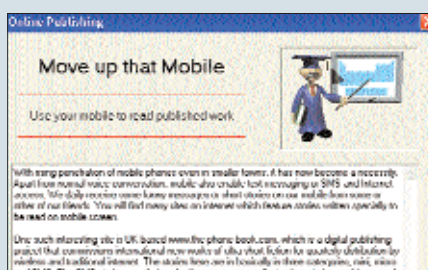 Online Publishing
Move up that Mobile
Use your mobile to read published work
With rising penetration of mobile phones even in smaller towns, it has now become a necessity.
Apart from normal voice conversation, mobile also enable text messaging or SMS and Internet
access. We daily receive some funny messages or short stories on our mobile from some or
other of our friends. You will find many sites on internet which feature stories written specially to
be read on mobile screen.
One such interesting site is UK based www.the-phone-book.com, which is a digital publishing
project that commissions international new works of ultra short fiction for quarterly distribution by
wireless and traditional internet. The stories here are in basically in three categories, mini, micro